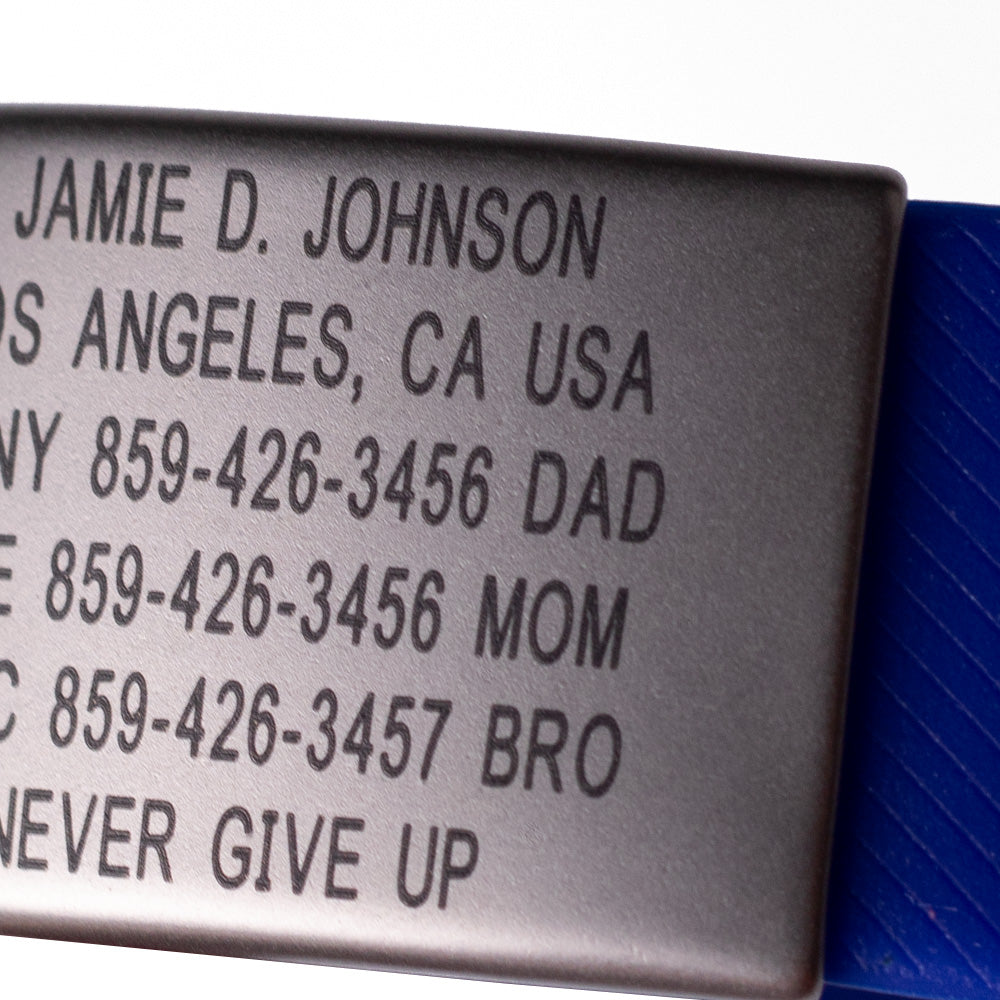 JAMIE D. JOHNSON
OS ANGELES, CA USA
NY 859-426-3456 DAD
E 859-426-3456 MOM
C 859-426-3457 BRO
NEVER GIVE UP